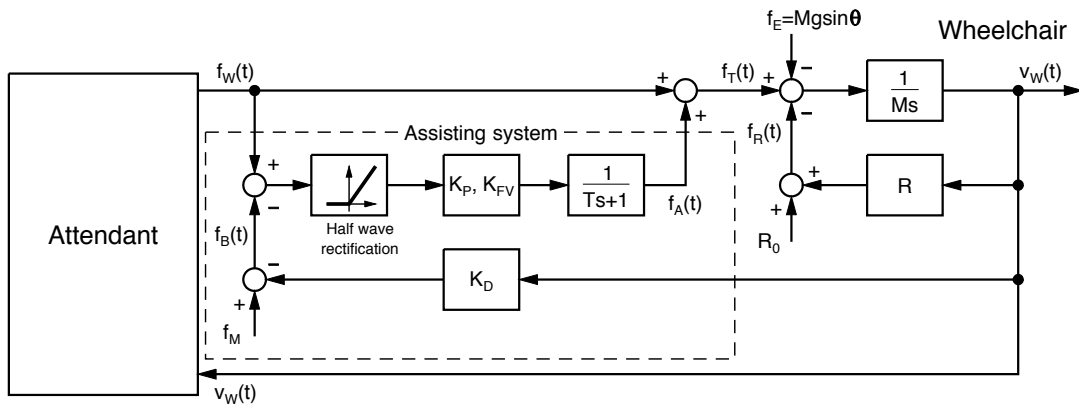 f_E=Mgsinθ
Wheelchair
f_W(t)
f_T(t)
v_W(t)
+
+
+
−
−
1
Ms
f_R(t)
Assisting system
+
−
K_P, K_FV
1
Ts+1
f_A(t)
R
+
+
R_0
Attendant
Half wave
rectification
f_B(t)
−
+
K_D
f_M
v_W(t)